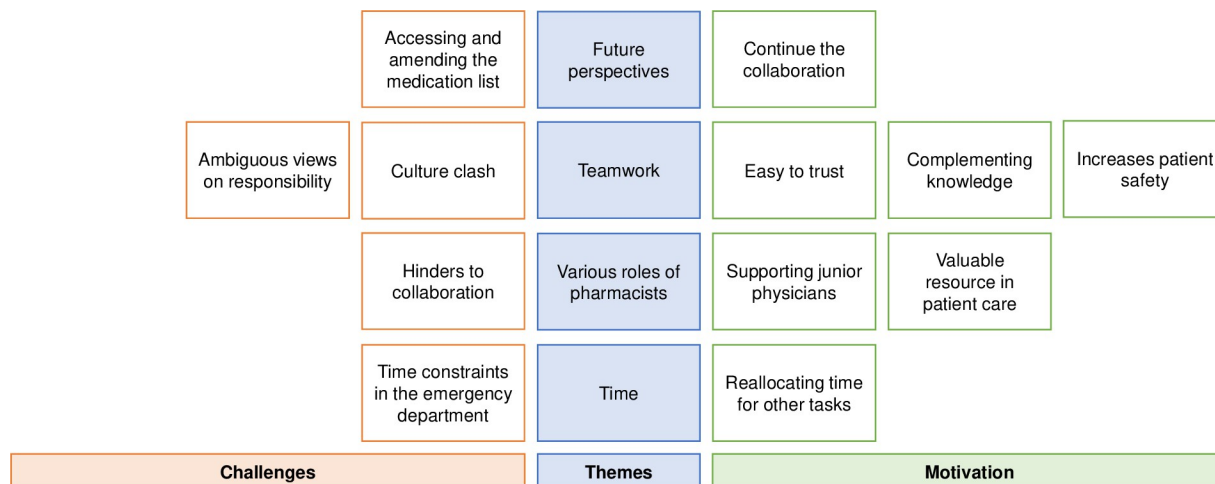 Accessing and
amending the
medication list
Future
perspectives
Continue the
collaboration
Ambiguous views
on responsibility
Culture clash
Teamwork
Easy to trust
Complementing
knowledge
Increases patient
safety
Hinders to
collaboration
Various roles of
pharmacists
Supporting junior
physicians
Valuable
resource in
patient care
Time constraints
in the emergency
department
Time
Reallocating time
for other tasks
Challenges
Themes
Motivation